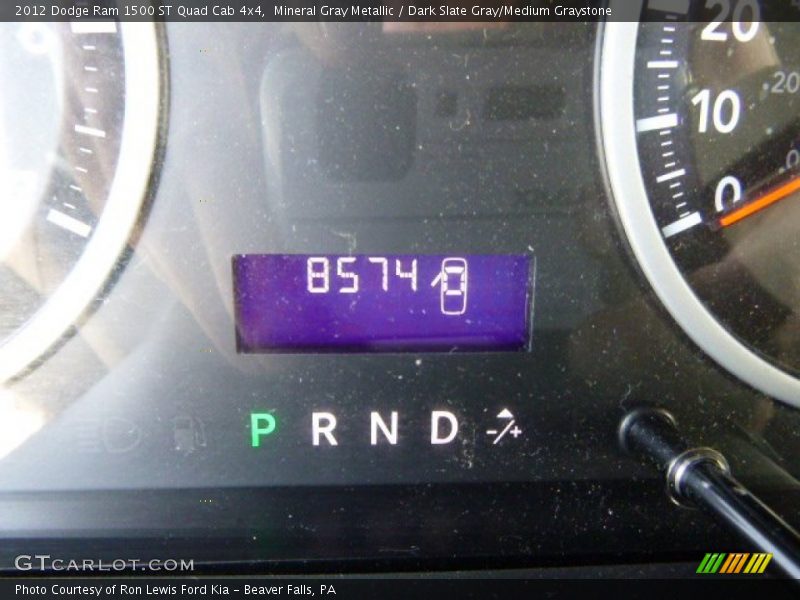 2012 Dodge Ram 1500 ST Quad Cab 4x4, Mineral Gray Metallic / Dark Slate Gray/Medium Graystone
20
20
10
0
0
8574
P R N D -/+
GTCARLOT.COM
Photo Courtesy of Ron Lewis Ford Kia - Beaver Falls, PA